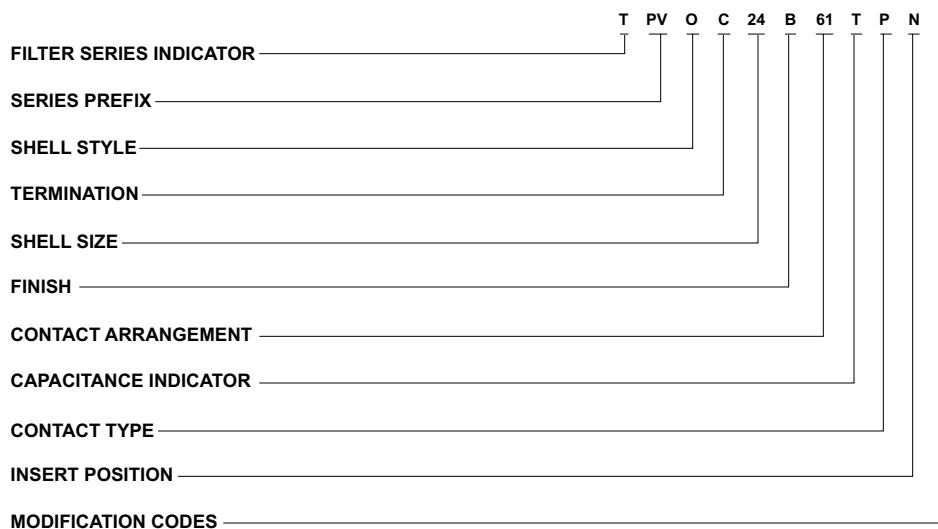 T PV O C 24 B 61 T P N
FILTER SERIES INDICATOR
SERIES PREFIX
SHELL STYLE
TERMINATION
SHELL SIZE
FINISH
CONTACT ARRANGEMENT
CAPACITANCE INDICATOR
CONTACT TYPE
INSERT POSITION
MODIFICATION CODES